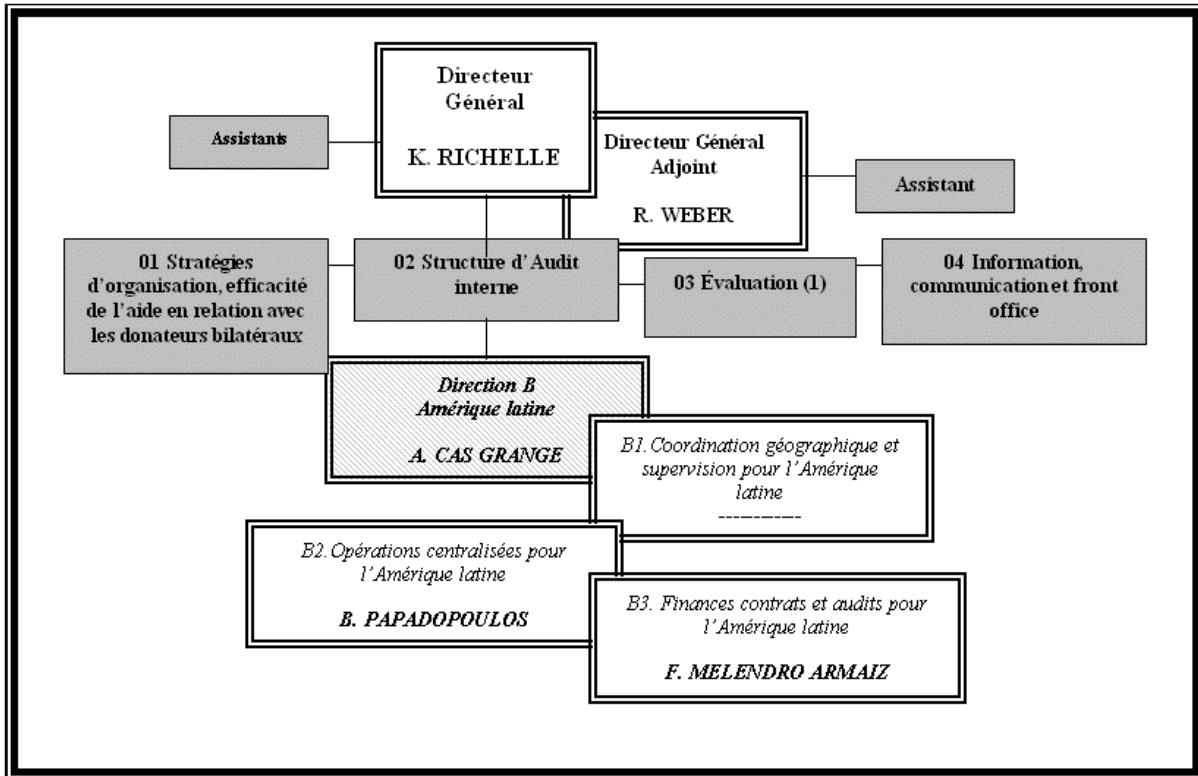 Directeur
Général
K. RICHELLE
Assistants
Directeur Général
Adjoint
R. WEBER
Assistant
01 Stratégies
d'organisation, efficacité
de l'aide en relation avec
les donateurs bilatéraux
02 Structure d'Audit
interne
03 Évaluation (1)
04 Information,
communication et front
office
Direction B
Amérique latine
A. CAS GRANGE
B1. Coordination géographique et
supervision pour l'Amérique
latine
------------
B2. Opérations centralisées pour
l'Amérique latine
B. PAPADOPOULOS
B3. Finances contrats et audits pour
l'Amérique latine
F. MELENDRO ARMAIZ